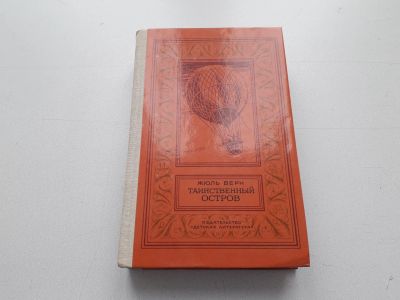 ЖЮЛЬ ВЕРН
ТАИНСТВЕННЫЙ
ОСТРОВ
ИЗДАТЕЛЬСТВО
«ДЕТСКАЯ ЛИТЕРАТУРА»